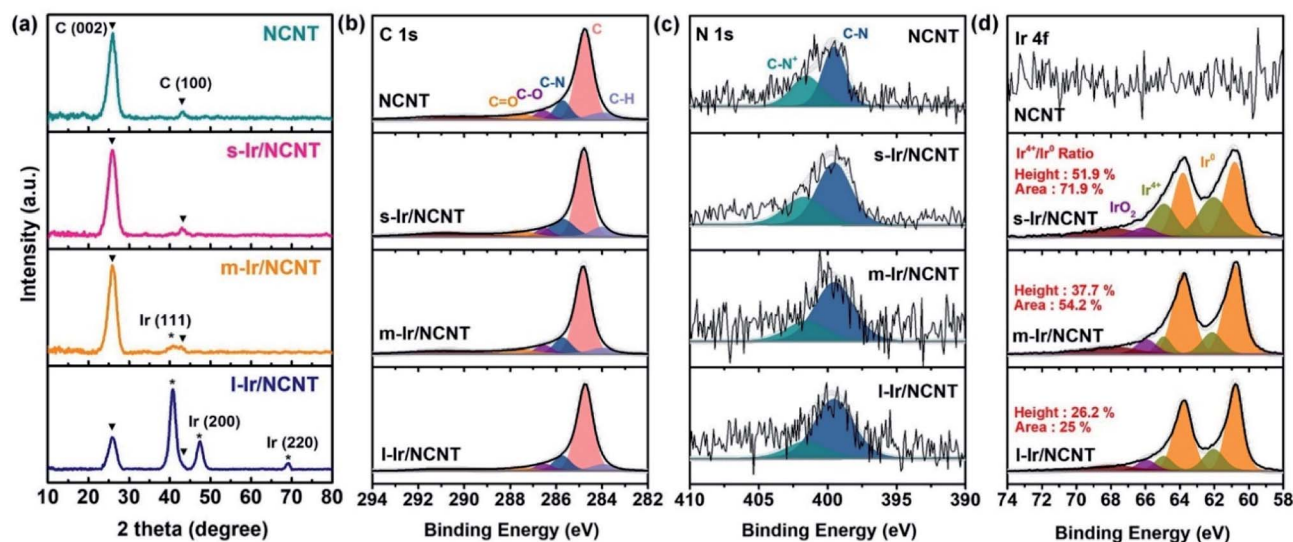 (a)
C (002)
NCNT
C (100)
s-Ir/NCNT
m-Ir/NCNT
Ir (111)
*
l-Ir/NCNT
*
Ir (200)
*
Ir (220)
*
Intensity (a.u.)
10 20 30 40 50 60 70 80
2 theta (degree)
(b)
C 1s
C
C-N
C-O
C=O
C-H
NCNT
s-Ir/NCNT
m-Ir/NCNT
l-Ir/NCNT
294 292 290 288 286 284 282
Binding Energy (eV)
(c)
N 1s
C-N
NCNT
C-N⁺
s-Ir/NCNT
m-Ir/NCNT
l-Ir/NCNT
410 405 400 395 390
Binding Energy (eV)
(d)
Ir 4f
NCNT
Ir⁴⁺/Ir⁰ Ratio
Height : 51.9 %
Area : 71.9 %
Ir⁰
Ir⁴⁺
IrO₂
s-Ir/NCNT
Height : 37.7 %
Area : 54.2 %
m-Ir/NCNT
Height : 26.2 %
Area : 25 %
l-Ir/NCNT
74 72 70 68 66 64 62 60 58
Binding Energy (eV)